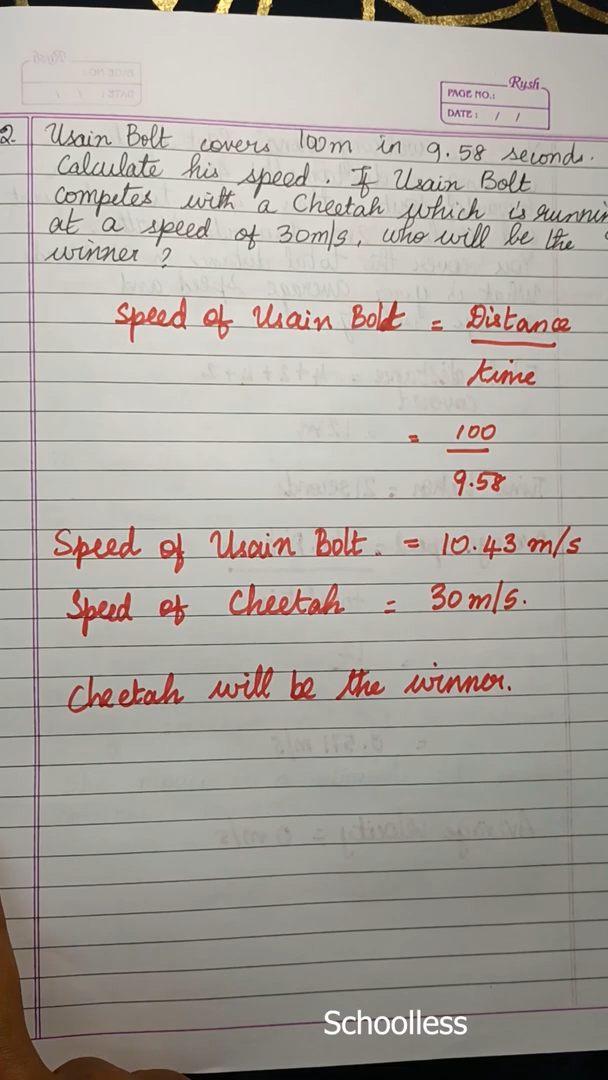 Rysh
PAGE NO.:
DATE: / /
2. Usain Bolt covers 100m in 9.58 seconds.
Calculate his speed. If Usain Bolt
competes with a Cheetah which is runnin
at a speed of 30m/s, who will be the
winner?
Speed of Usain Bolt = Distance
time
= 100
9.58
Speed of Usain Bolt. = 10.43 m/s
Speed of Cheetah = 30m/s.
Cheetah will be the winner.
Schoolless